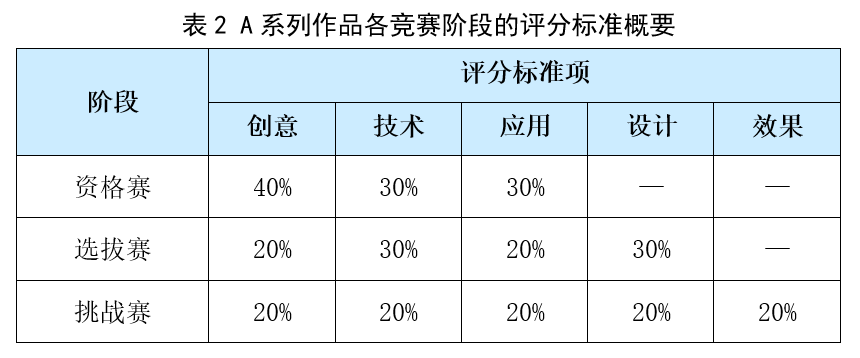 表 2 A 系列作品各竞赛阶段的评分标准概要
阶段 评分标准项
创意 技术 应用 设计 效果
资格赛 40% 30% 30% — —
选拔赛 20% 30% 20% 30% —
挑战赛 20% 20% 20% 20% 20%